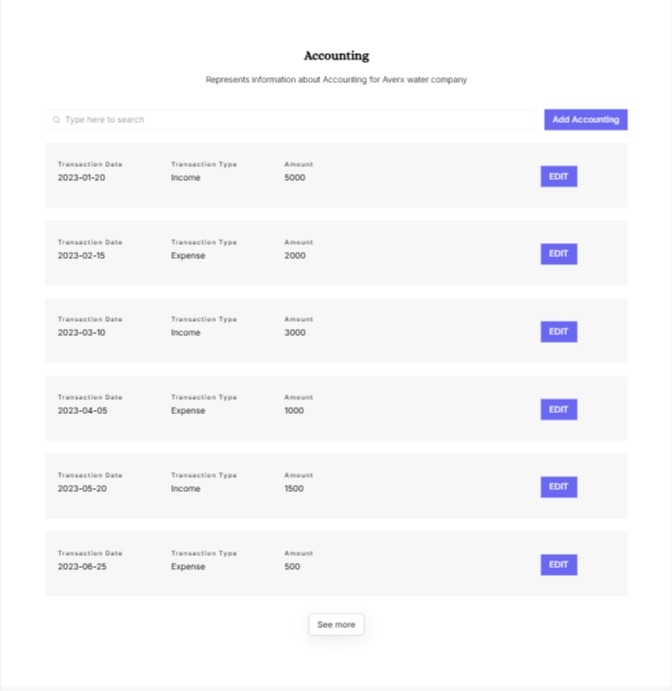 Accounting
Represents information about Accounting for Averx water company
Type here to search
Add Accounting
Transaction Date Transaction Type Amount
2023-01-20 Income 5000
EDIT
Transaction Date Transaction Type Amount
2023-02-15 Expense 2000
EDIT
Transaction Date Transaction Type Amount
2023-03-10 Income 3000
EDIT
Transaction Date Transaction Type Amount
2023-04-05 Expense 1000
EDIT
Transaction Date Transaction Type Amount
2023-05-20 Income 1500
EDIT
Transaction Date Transaction Type Amount
2023-06-25 Expense 500
EDIT
See more